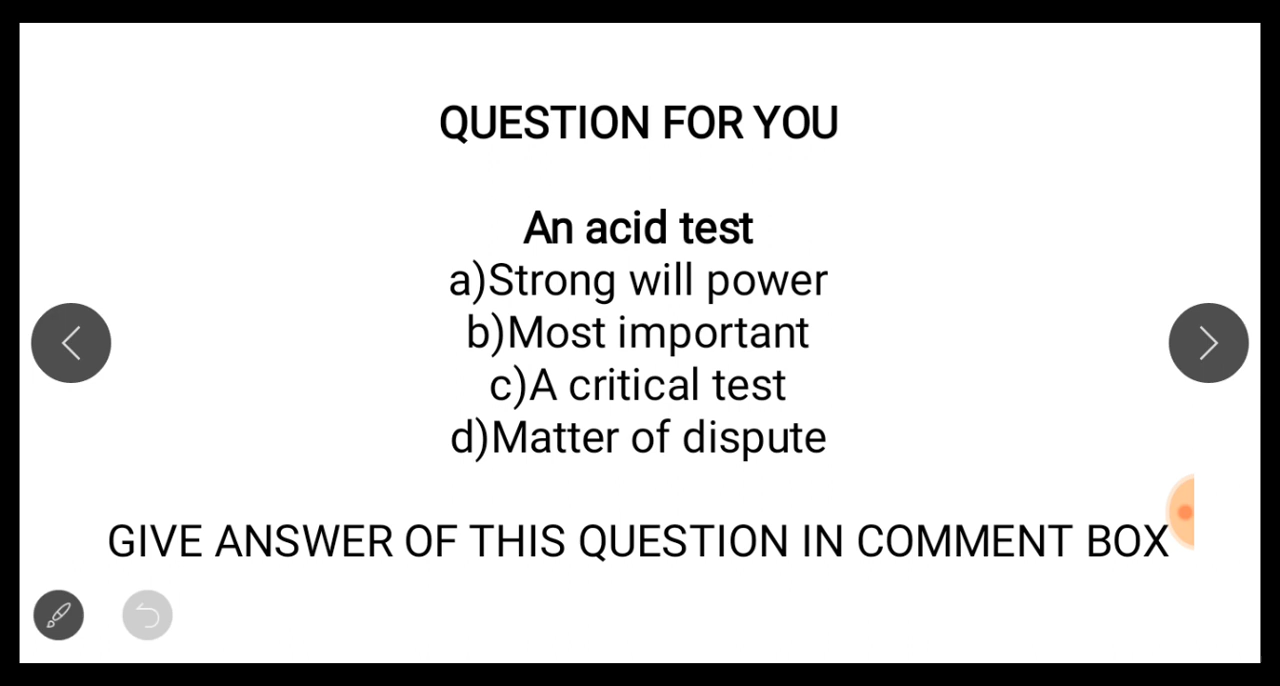 QUESTION FOR YOU
An acid test
a)Strong will power
b)Most important
c)A critical test
d)Matter of dispute
GIVE ANSWER OF THIS QUESTION IN COMMENT BOX